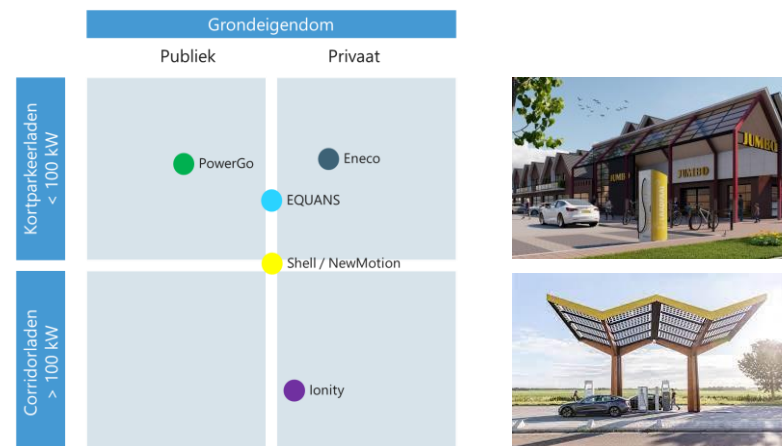 Grondeigendom
Publiek
Privaat
Kortparkeerladen
< 100 kW
PowerGo
Eneco
EQUANS
Shell / NewMotion
Corridorladen
> 100 kW
Ionity
JUMBO
JUMBO